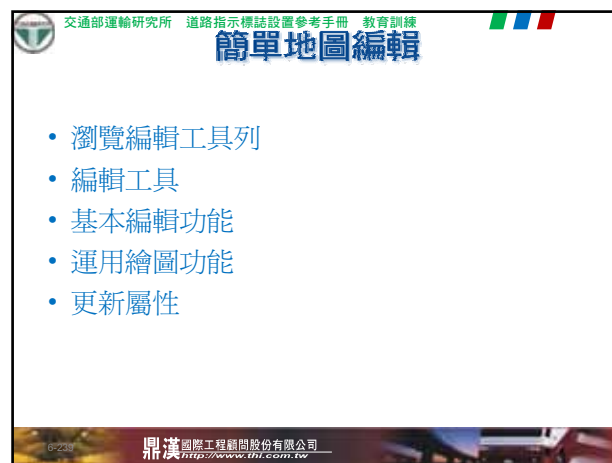 交通部運輸研究所 道路指示標誌設置參考手冊 教育訓練
簡單地圖編輯
• 瀏覽編輯工具列
• 編輯工具
• 基本編輯功能
• 運用繪圖功能
• 更新屬性
6-239
鼎漢國際工程顧問股份有限公司
http://www.thi.com.tw